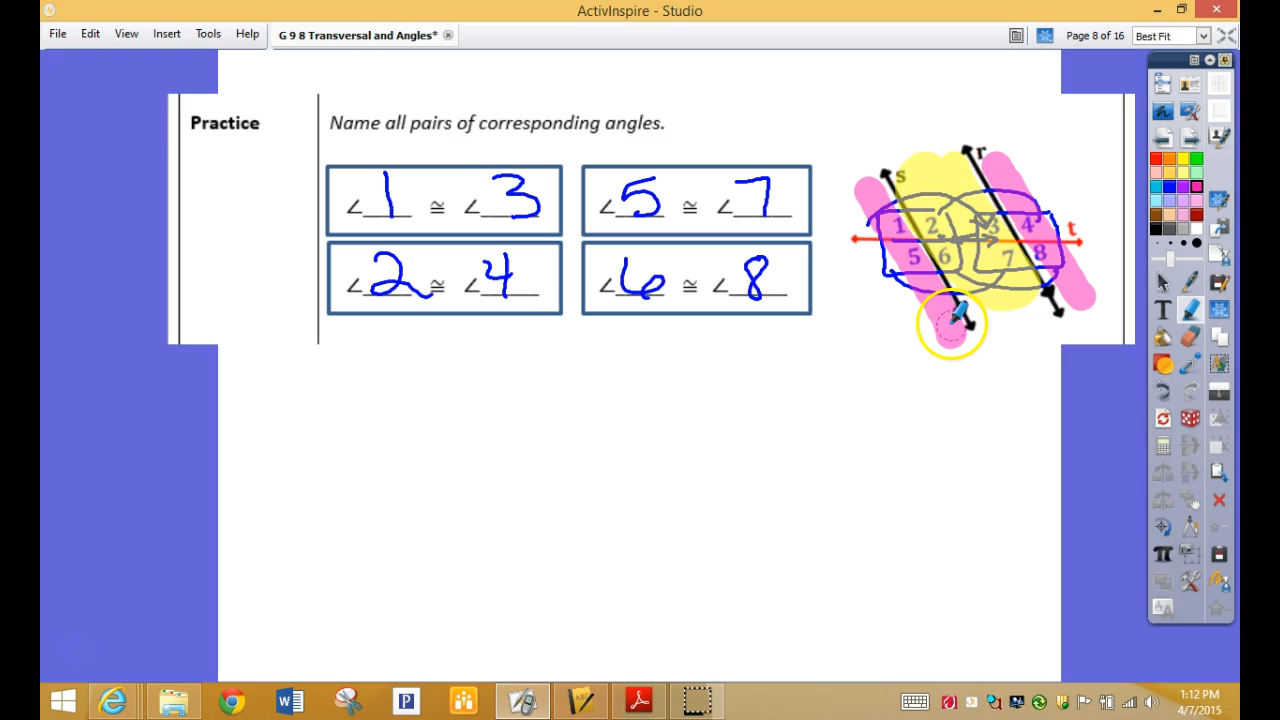 ActivInspire - Studio
File Edit View Insert Tools Help G 9 8 Transversal and Angles* Page 8 of 16 Best Fit
Practice Name all pairs of corresponding angles.
∠ 1 ≅ ∠ 3 ∠ 5 ≅ ∠ 7
∠ 2 ≅ ∠ 4 ∠ 6 ≅ ∠ 8
r
s
t
1 2 3 4
5 6 7 8
1:12 PM
4/7/2015